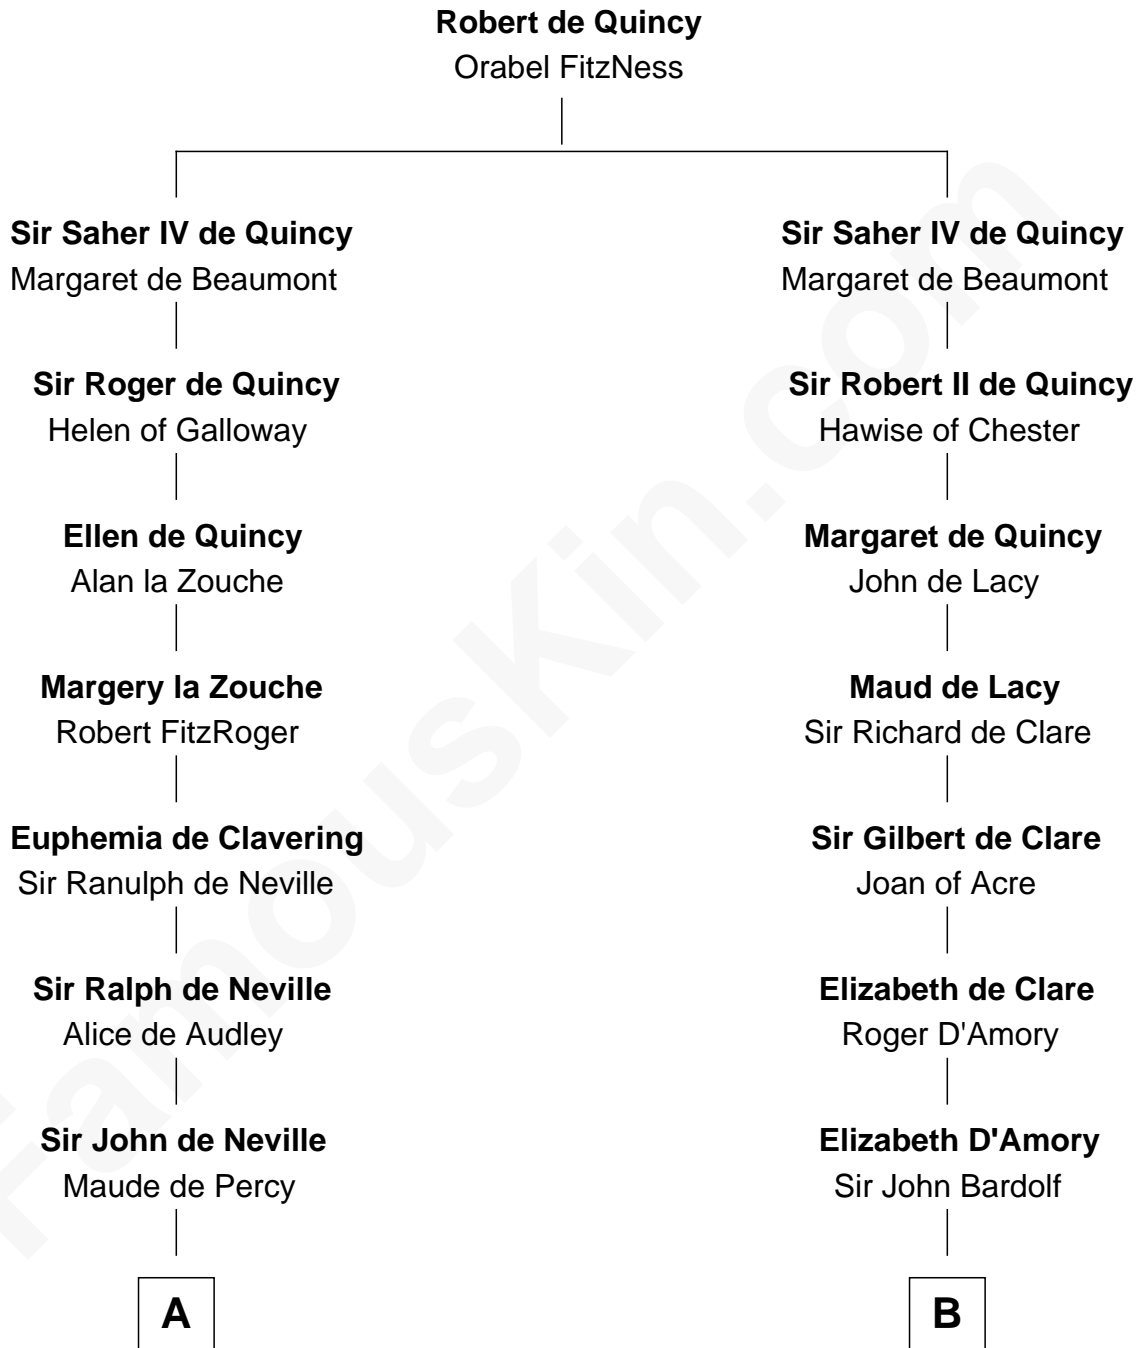 Robert de Quincy
Orabel FitzNess
Sir Saher IV de Quincy
Margaret de Beaumont
Sir Saher IV de Quincy
Margaret de Beaumont
Sir Roger de Quincy
Helen of Galloway
Sir Robert II de Quincy
Hawise of Chester
Ellen de Quincy
Alan la Zouche
Margaret de Quincy
John de Lacy
Margery la Zouche
Robert FitzRoger
Maud de Lacy
Sir Richard de Clare
Euphemia de Clavering
Sir Ranulph de Neville
Sir Gilbert de Clare
Joan of Acre
Sir Ralph de Neville
Alice de Audley
Elizabeth de Clare
Roger D'Amory
Sir John de Neville
Maude de Percy
Elizabeth D'Amory
Sir John Bardolf
A
B
FamousKin.com